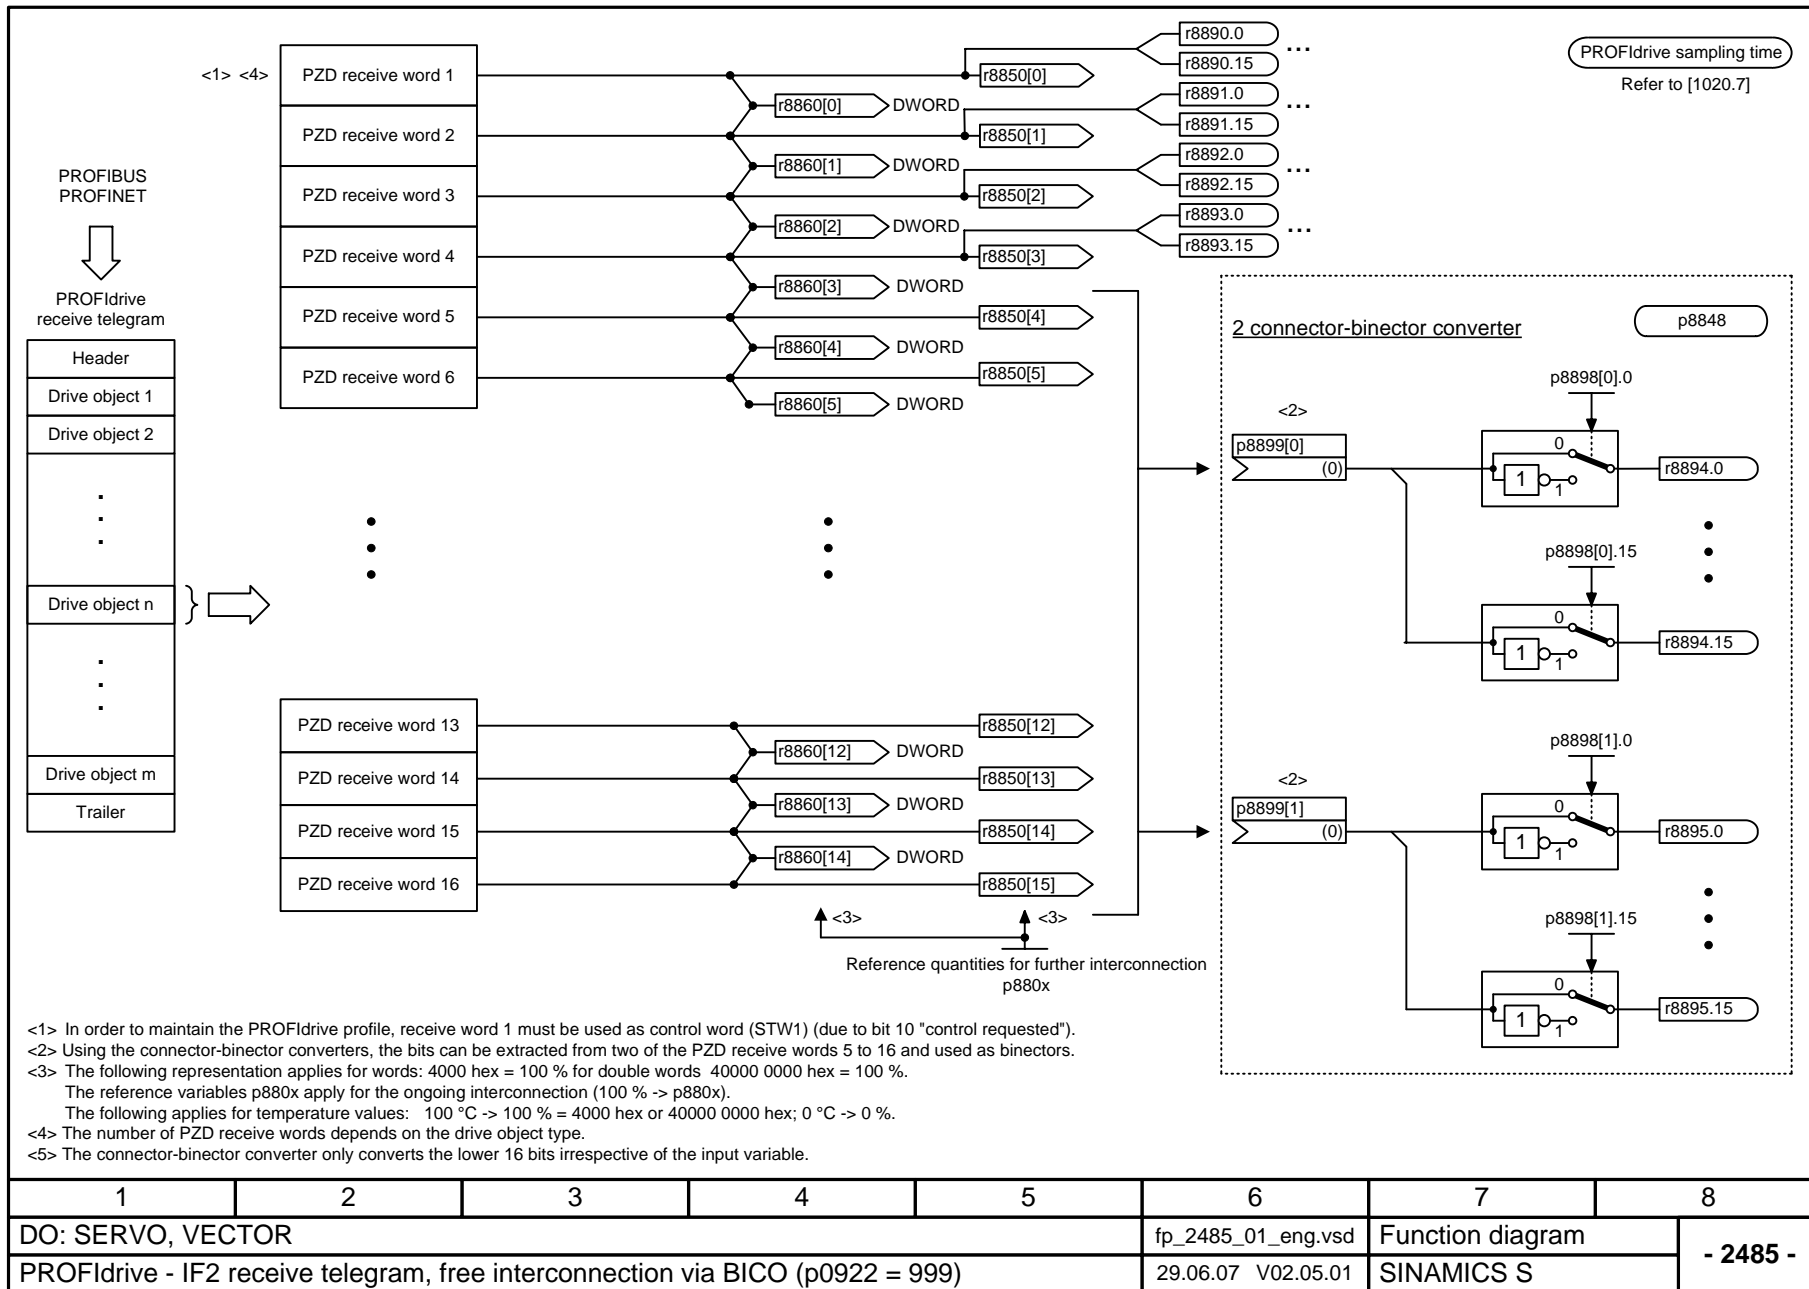 <1> <4>
PZD receive word 1
PZD receive word 2
PZD receive word 3
PZD receive word 4
PZD receive word 5
PZD receive word 6
r8860[0] DWORD
r8860[1] DWORD
r8860[2] DWORD
r8860[3] DWORD
r8860[4] DWORD
r8860[5] DWORD
r8850[0]
r8850[1]
r8850[2]
r8850[3]
r8850[4]
r8850[5]
r8890.0
...
r8890.15
r8891.0
...
r8891.15
r8892.0
...
r8892.15
r8893.0
...
r8893.15
PROFIdrive sampling time
Refer to [1020.7]
PROFIBUS
PROFINET
PROFIdrive
receive telegram
Header
Drive object 1
Drive object 2
Drive object n
Drive object m
Trailer
PZD receive word 13
PZD receive word 14
PZD receive word 15
PZD receive word 16
r8860[12] DWORD
r8860[13] DWORD
r8860[14] DWORD
r8850[12]
r8850[13]
r8850[14]
r8850[15]
<3> <3>
Reference quantities for further interconnection
p880x
2 connector-binector converter
p8848
<2>
p8899[0]
(0)
p8898[0].0
0
1
1
r8894.0
p8898[0].15
0
1
1
r8894.15
<2>
p8899[1]
(0)
p8898[1].0
0
1
1
r8895.0
p8898[1].15
0
1
1
r8895.15
<1> In order to maintain the PROFIdrive profile, receive word 1 must be used as control word (STW1) (due to bit 10 "control requested").
<2> Using the connector-binector converters, the bits can be extracted from two of the PZD receive words 5 to 16 and used as binectors.
<3> The following representation applies for words: 4000 hex = 100 % for double words 40000 0000 hex = 100 %.
The reference variables p880x apply for the ongoing interconnection (100 % -> p880x).
The following applies for temperature values: 100 °C -> 100 % = 4000 hex or 40000 0000 hex; 0 °C -> 0 %.
<4> The number of PZD receive words depends on the drive object type.
<5> The connector-binector converter only converts the lower 16 bits irrespective of the input variable.
1 2 3 4 5 6 7 8
DO: SERVO, VECTOR
fp_2485_01_eng.vsd
Function diagram
- 2485 -
PROFIdrive - IF2 receive telegram, free interconnection via BICO (p0922 = 999)
29.06.07 V02.05.01
SINAMICS S